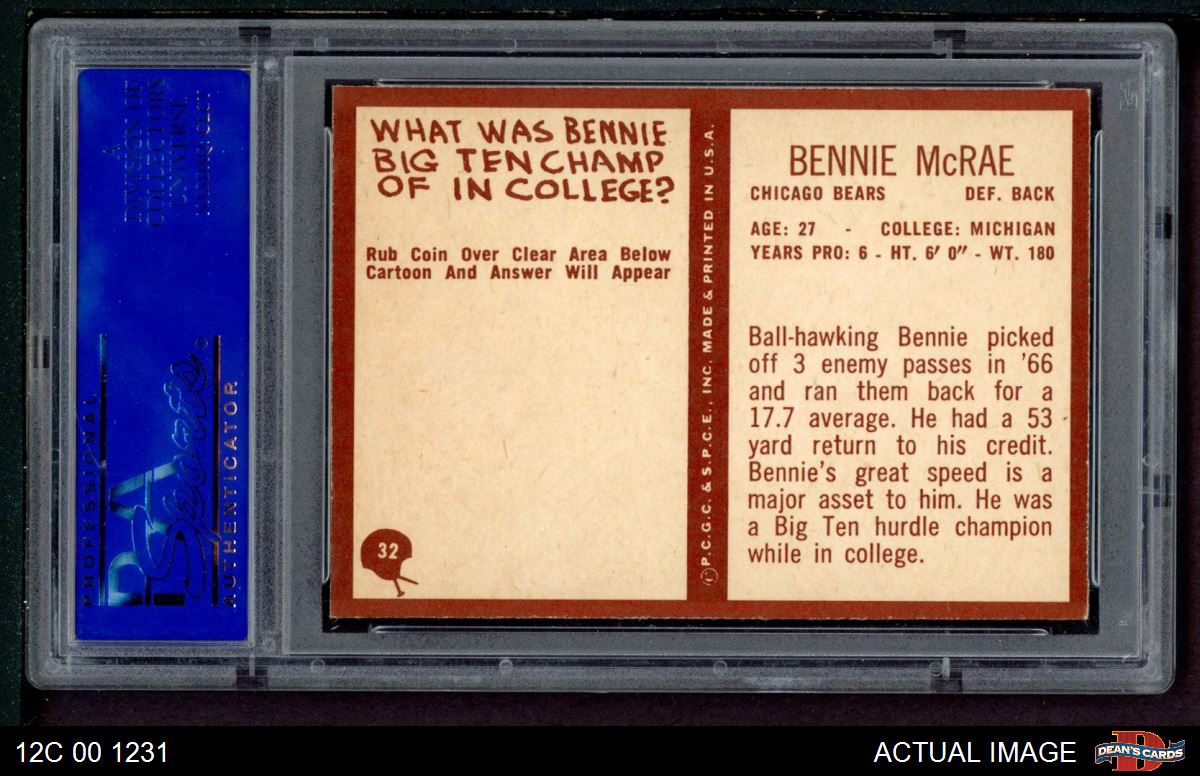 A
DIVISION OF
COLLECTORS
UNIVERSE
NASDAQ: CLCT
PROFESSIONAL
PSA
Sports
AUTHENTICATOR
WHAT WAS BENNIE
BIG TEN CHAMP
OF IN COLLEGE?
Rub Coin Over Clear Area Below
Cartoon And Answer Will Appear
32
©P.C.G.C. & S.P.C.E., INC. MADE & PRINTED IN U.S.A.
BENNIE McRAE
CHICAGO BEARS DEF. BACK
AGE: 27 - COLLEGE: MICHIGAN
YEARS PRO: 6 - HT. 6' 0" - WT. 180
Ball-hawking Bennie picked
off 3 enemy passes in '66
and ran them back for a
17.7 average. He had a 53
yard return to his credit.
Bennie's great speed is a
major asset to him. He was
a Big Ten hurdle champion
while in college.
12C 00 1231
ACTUAL IMAGE
DEAN'S CARDS